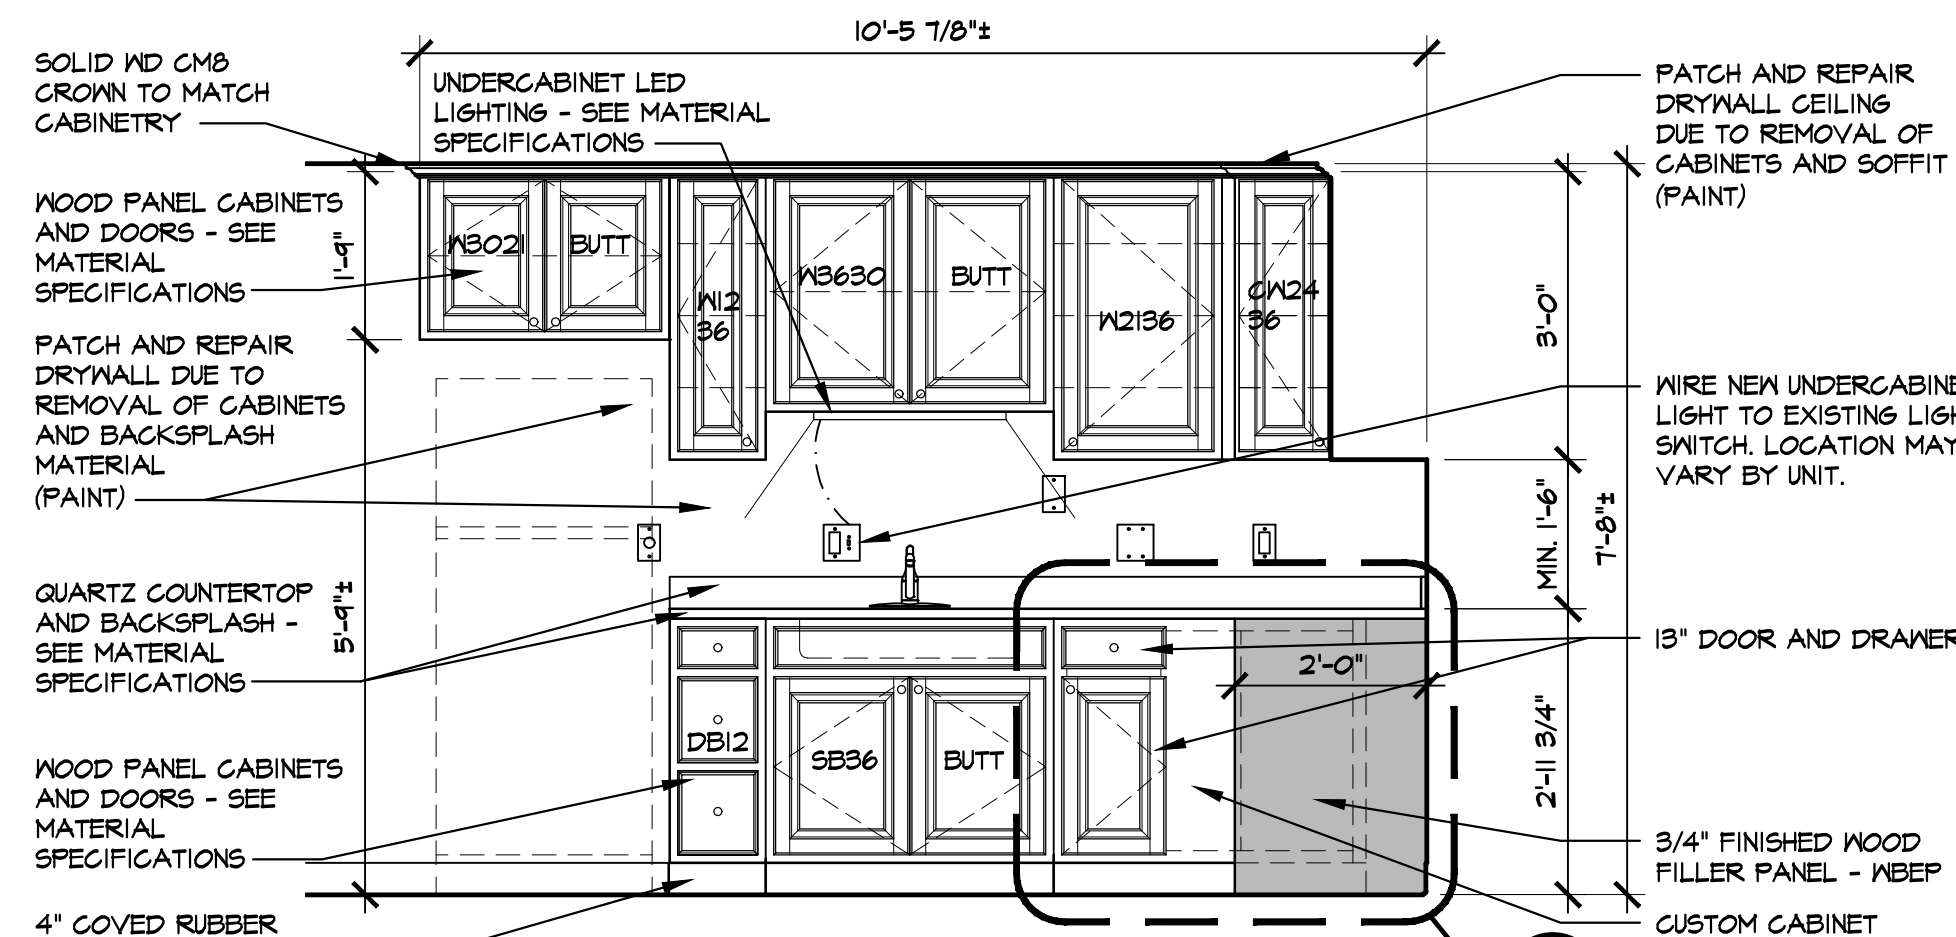 10'-5 7/8"±
SOLID WD CM8
CROWN TO MATCH
CABINETRY
UNDERCABINET LED
LIGHTING - SEE MATERIAL
SPECIFICATIONS
PATCH AND REPAIR
DRYWALL CEILING
DUE TO REMOVAL OF
CABINETS AND SOFFIT
(PAINT)
WOOD PANEL CABINETS
AND DOORS - SEE
MATERIAL
SPECIFICATIONS
1'-9"
W3021
BUTT
W12
36
W3630
BUTT
W2136
CW24
36
3'-0"
PATCH AND REPAIR
DRYWALL DUE TO
REMOVAL OF CABINETS
AND BACKSPLASH
MATERIAL
(PAINT)
WIRE NEW UNDERCABINE
LIGHT TO EXISTING LIGH
SWITCH. LOCATION MAY
VARY BY UNIT.
MIN. 1'-6"
7'-8"±
QUARTZ COUNTERTOP
AND BACKSPLASH -
SEE MATERIAL
SPECIFICATIONS
5'-9"±
13" DOOR AND DRAWER
2'-0"
2'-11 3/4"
DB12
SB36
BUTT
WOOD PANEL CABINETS
AND DOORS - SEE
MATERIAL
SPECIFICATIONS
3/4" FINISHED WOOD
FILLER PANEL - WBEP
4" COVED RUBBER
CUSTOM CABINET